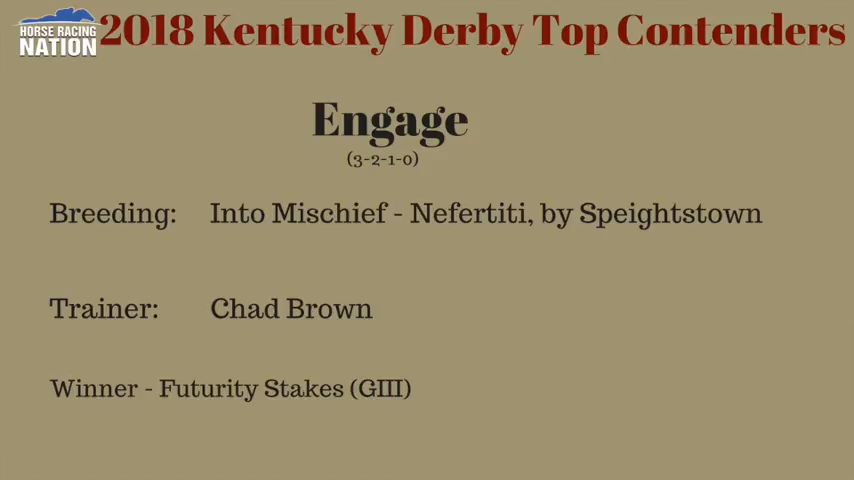 HORSE RACING
NATION
2018 Kentucky Derby Top Contenders
Engage
(3-2-1-0)
Breeding: Into Mischief - Nefertiti, by Speightstown
Trainer: Chad Brown
Winner - Futurity Stakes (GIII)